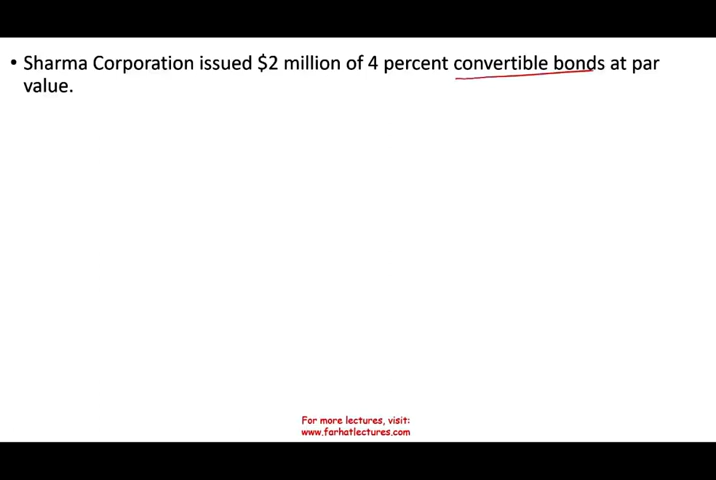 • Sharma Corporation issued $2 million of 4 percent convertible bonds at par
value.
For more lectures, visit:
www.farhatlectures.com